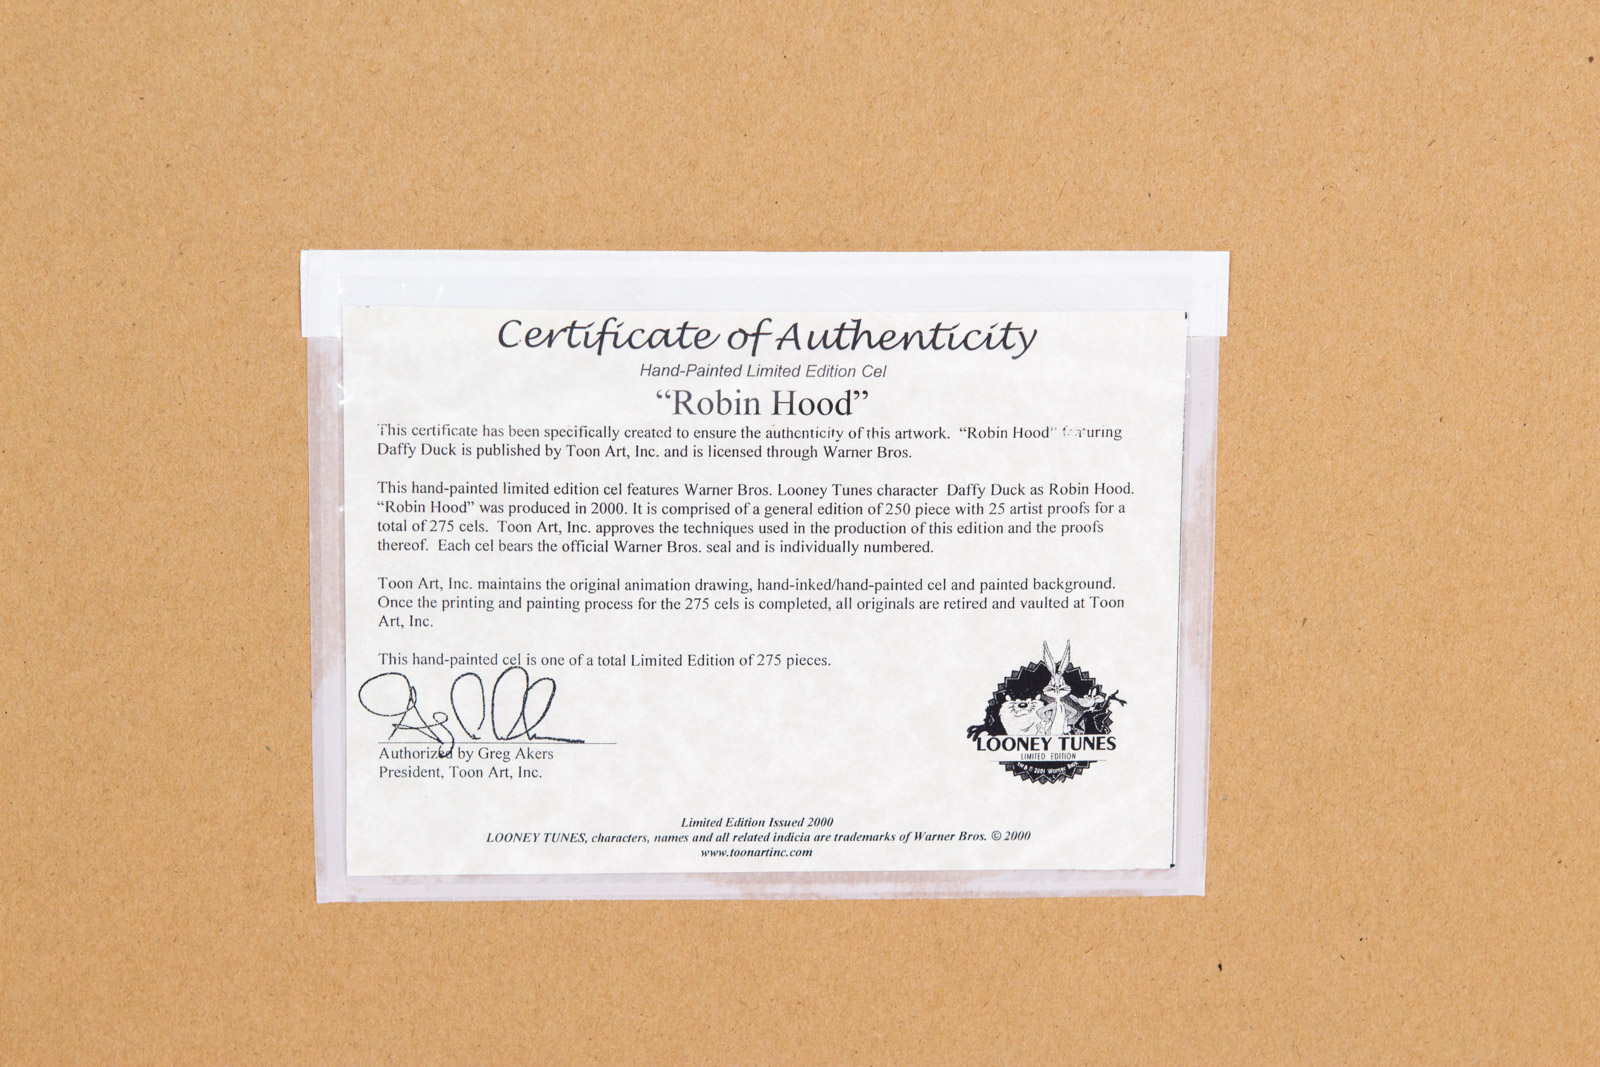 Certificate of Authenticity
Hand-Painted Limited Edition Cel
“Robin Hood”
This certificate has been specifically created to ensure the authenticity of this artwork. “Robin Hood” featuring
Daffy Duck is published by Toon Art, Inc. and is licensed through Warner Bros.
This hand-painted limited edition cel features Warner Bros. Looney Tunes character Daffy Duck as Robin Hood.
“Robin Hood” was produced in 2000. It is comprised of a general edition of 250 piece with 25 artist proofs for a
total of 275 cels. Toon Art, Inc. approves the techniques used in the production of this edition and the proofs
thereof. Each cel bears the official Warner Bros. seal and is individually numbered.
Toon Art, Inc. maintains the original animation drawing, hand-inked/hand-painted cel and painted background.
Once the printing and painting process for the 275 cels is completed, all originals are retired and vaulted at Toon
Art, Inc.
This hand-painted cel is one of a total Limited Edition of 275 pieces.
Authorized by Greg Akers
President, Toon Art, Inc.
LOONEY TUNES
LIMITED EDITION
TM & © 2001 Warner Bros.
Limited Edition Issued 2000
LOONEY TUNES, characters, names and all related indicia are trademarks of Warner Bros. © 2000
www.toonartinc.com